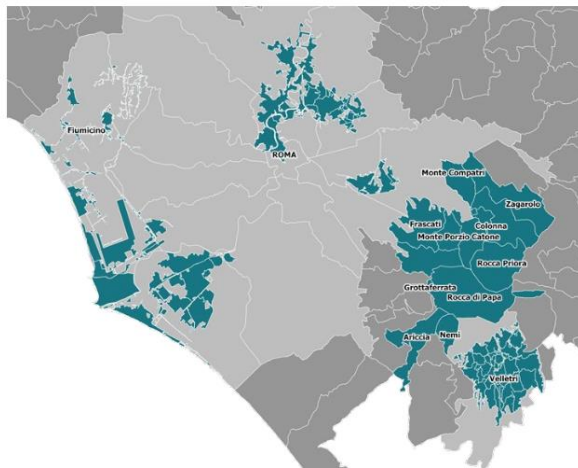 Fiumicino
ROMA
Monte Compatri
Zagarolo
Frascati
Colonna
Monte Porzio Catone
Rocca Priora
Grottaferrata
Rocca di Papa
Ariccia
Nemi
Velletri